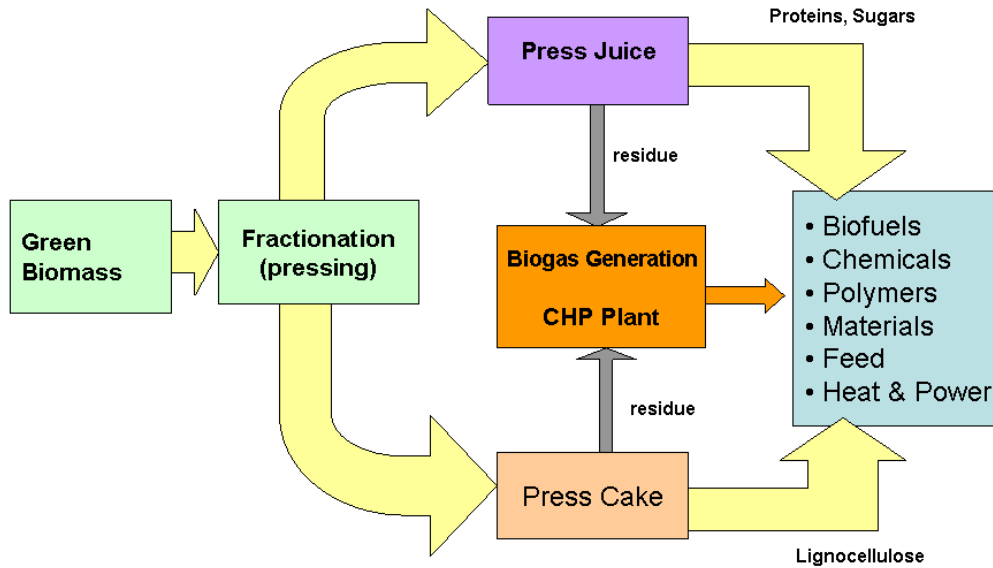 Proteins, Sugars
Press Juice
residue
Green
Biomass
Fractionation
(pressing)
Biogas Generation
CHP Plant
• Biofuels
• Chemicals
• Polymers
• Materials
• Feed
• Heat & Power
residue
Press Cake
Lignocellulose